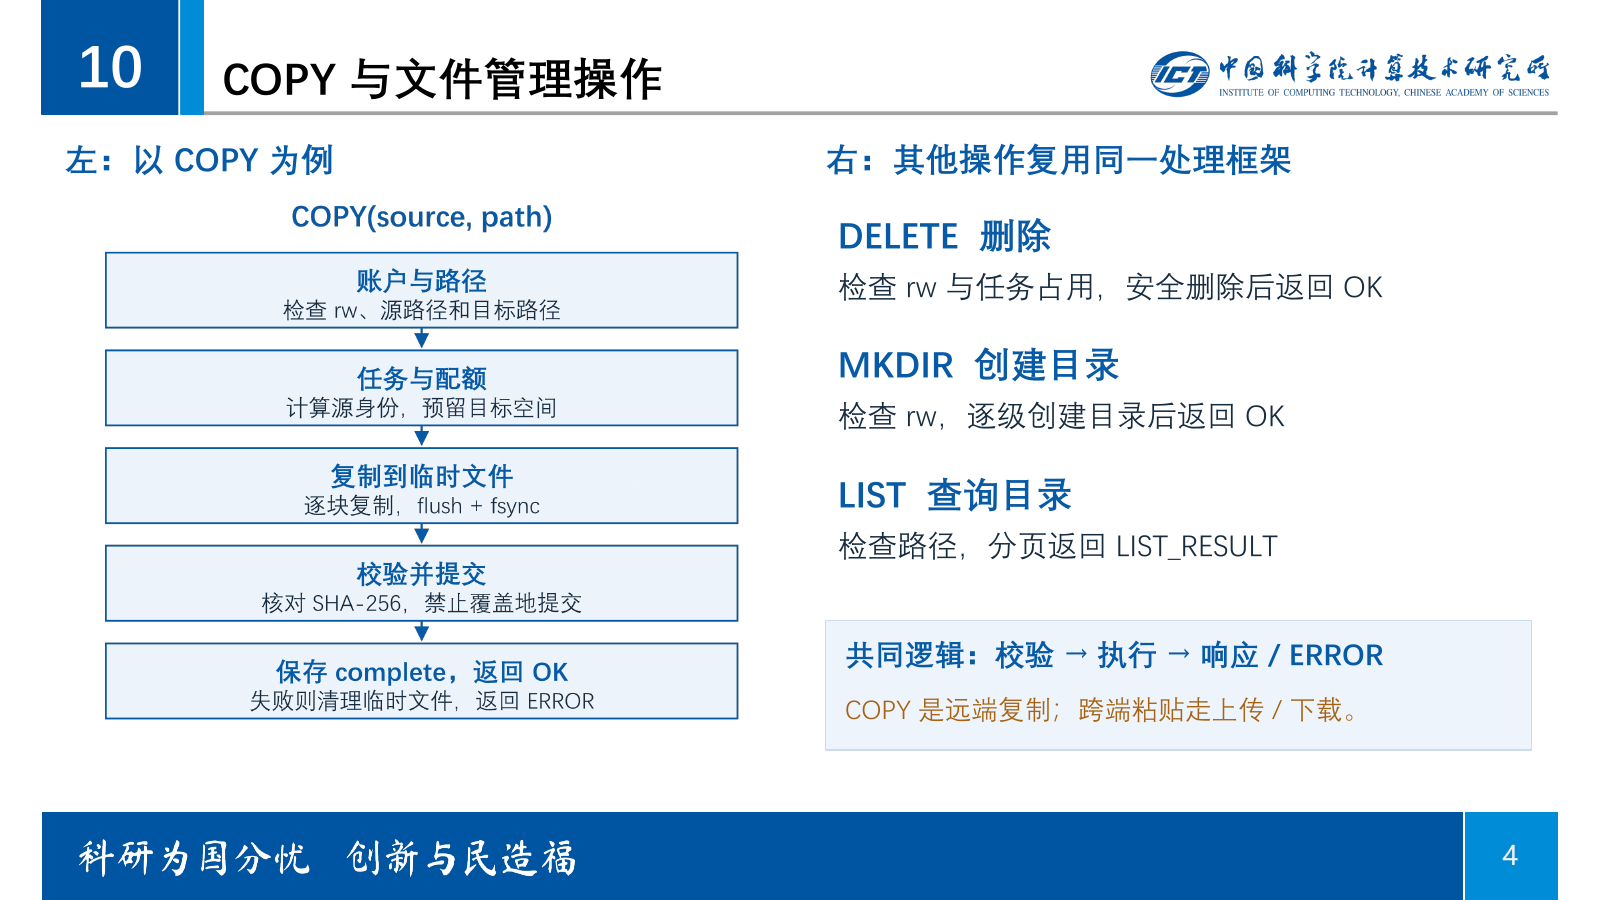 10
COPY 与文件管理操作
ICT 中国科学院计算技术研究所
INSTITUTE OF COMPUTING TECHNOLOGY, CHINESE ACADEMY OF SCIENCES
左：以 COPY 为例
COPY(source, path)
账户与路径
检查 rw、源路径和目标路径
任务与配额
计算源身份，预留目标空间
复制到临时文件
逐块复制，flush + fsync
校验并提交
核对 SHA-256，禁止覆盖地提交
保存 complete，返回 OK
失败则清理临时文件，返回 ERROR
右：其他操作复用同一处理框架
DELETE 删除
检查 rw 与任务占用，安全删除后返回 OK
MKDIR 创建目录
检查 rw，逐级创建目录后返回 OK
LIST 查询目录
检查路径，分页返回 LIST_RESULT
共同逻辑：校验 → 执行 → 响应 / ERROR
COPY 是远端复制；跨端粘贴走上传 / 下载。
科研为国分忧 创新与民造福
4